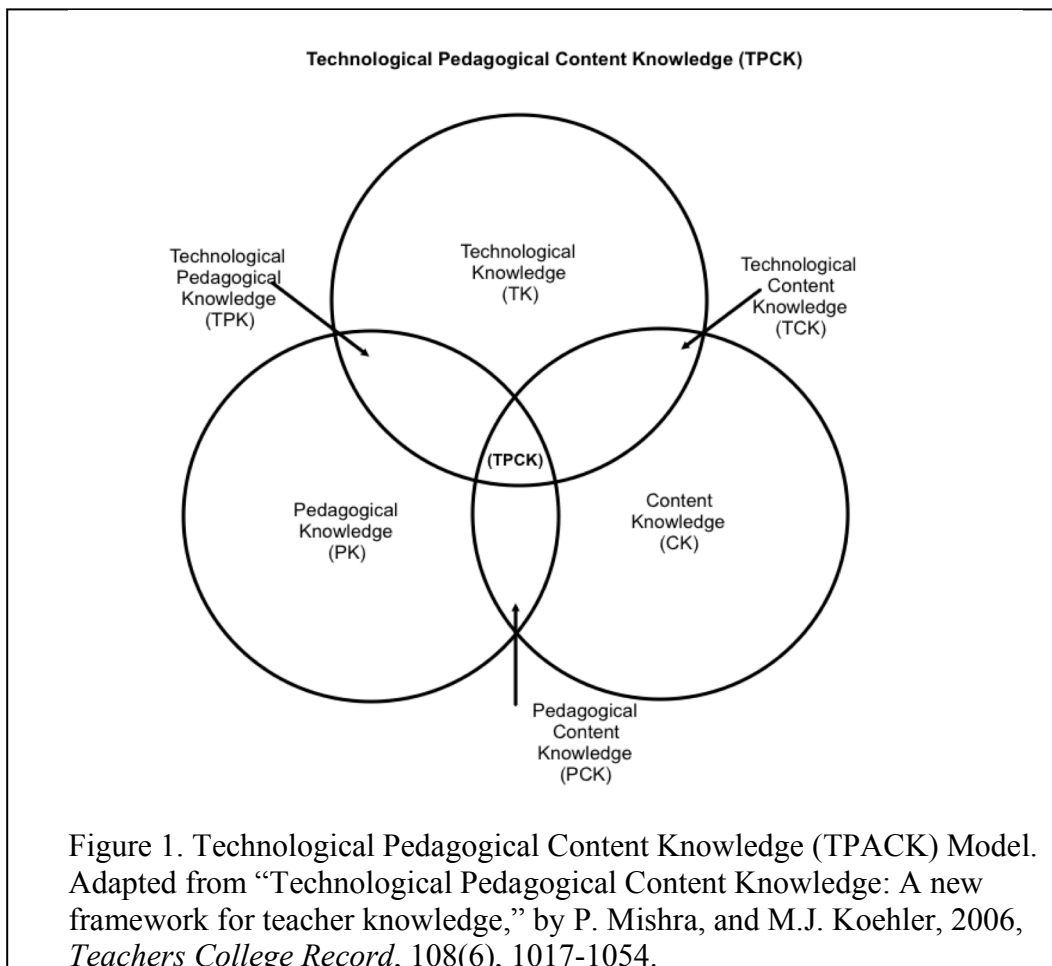 Technological Pedagogical Content Knowledge (TPCK)
Technological
Pedagogical
Knowledge
(TPK)
Technological
Knowledge
(TK)
Technological
Content
Knowledge
(TCK)
(TPCK)
Pedagogical
Knowledge
(PK)
Content
Knowledge
(CK)
Pedagogical
Content
Knowledge
(PCK)
Figure 1. Technological Pedagogical Content Knowledge (TPACK) Model.
Adapted from “Technological Pedagogical Content Knowledge: A new
framework for teacher knowledge,” by P. Mishra, and M.J. Koehler, 2006,
Teachers College Record, 108(6), 1017-1054.